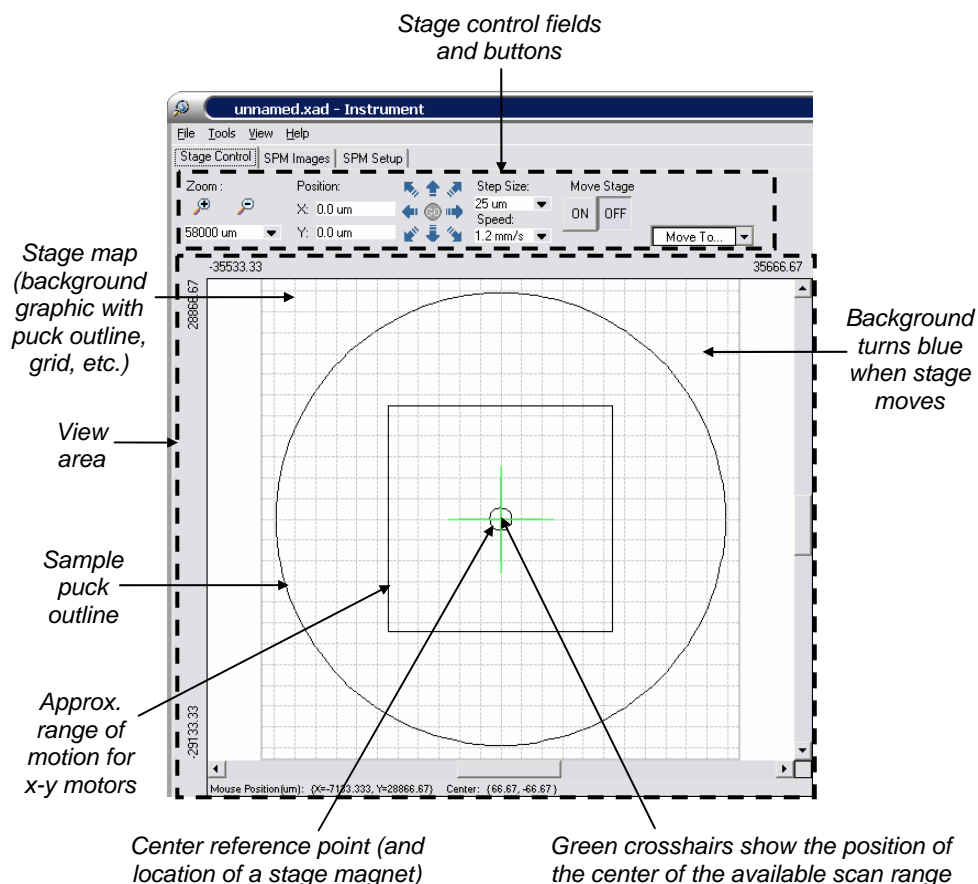 Stage control fields
and buttons
unnamed.xad - Instrument
File Tools View Help
Stage Control SPM Images SPM Setup
Zoom : Position: Step Size: Move Stage
X: 0.0 um GO 25 um ON OFF
Speed:
58000 um Y: 0.0 um 1.2 mm/s Move To...
-35533.33 35666.67
28866.67
Stage map
(background
graphic with
puck outline,
grid, etc.)
Background
turns blue
when stage
moves
View
area
Sample
puck
outline
Approx.
range of
motion for
x-y motors
-29133.33
Mouse Position(um): {X=-7133.333, Y=28866.67} Center: {66.67, -66.67 }
Center reference point (and
location of a stage magnet)
Green crosshairs show the position of
the center of the available scan range